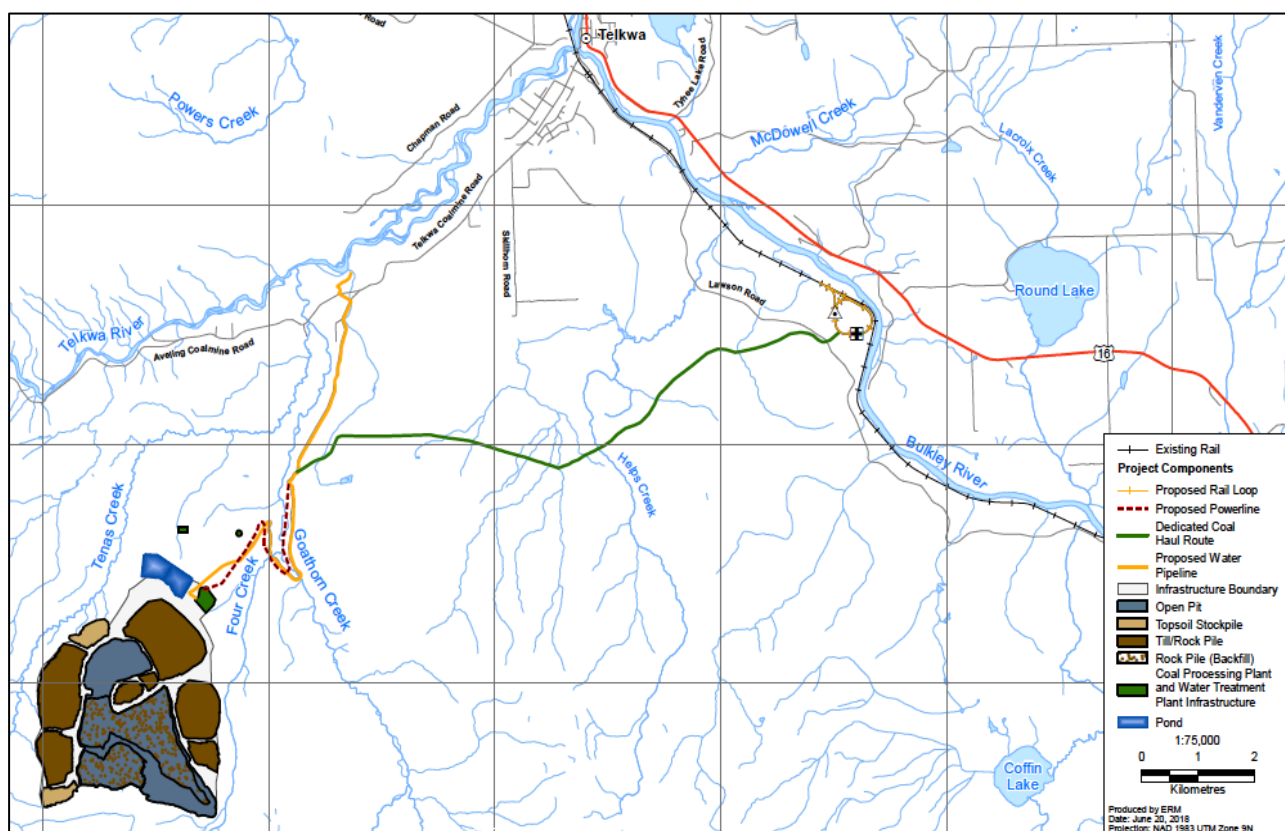 Telkwa
Tyhee Lake Road
Powers Creek
Chapman Road
McDowell Creek
Lacroix Creek
Vanderven Creek
Telkwa Coalmine Road
Skillhorn Road
Lawson Road
Round Lake
Telkwa River
Aveling Coalmine Road
16
Bulkley River
Helps Creek
Tenas Creek
Goathorn Creek
Four Creek
Coffin
Lake
Existing Rail
Project Components
Proposed Rail Loop
Proposed Powerline
Dedicated Coal
Haul Route
Proposed Water
Pipeline
Infrastructure Boundary
Open Pit
Topsoil Stockpile
Till/Rock Pile
Rock Pile (Backfill)
Coal Processing Plant
and Water Treatment
Plant Infrastructure
Pond
1:75,000
0 1 2
Kilometres
Produced by ERM
Date: June 20, 2018
Projection: NAD 1983 UTM Zone 9N